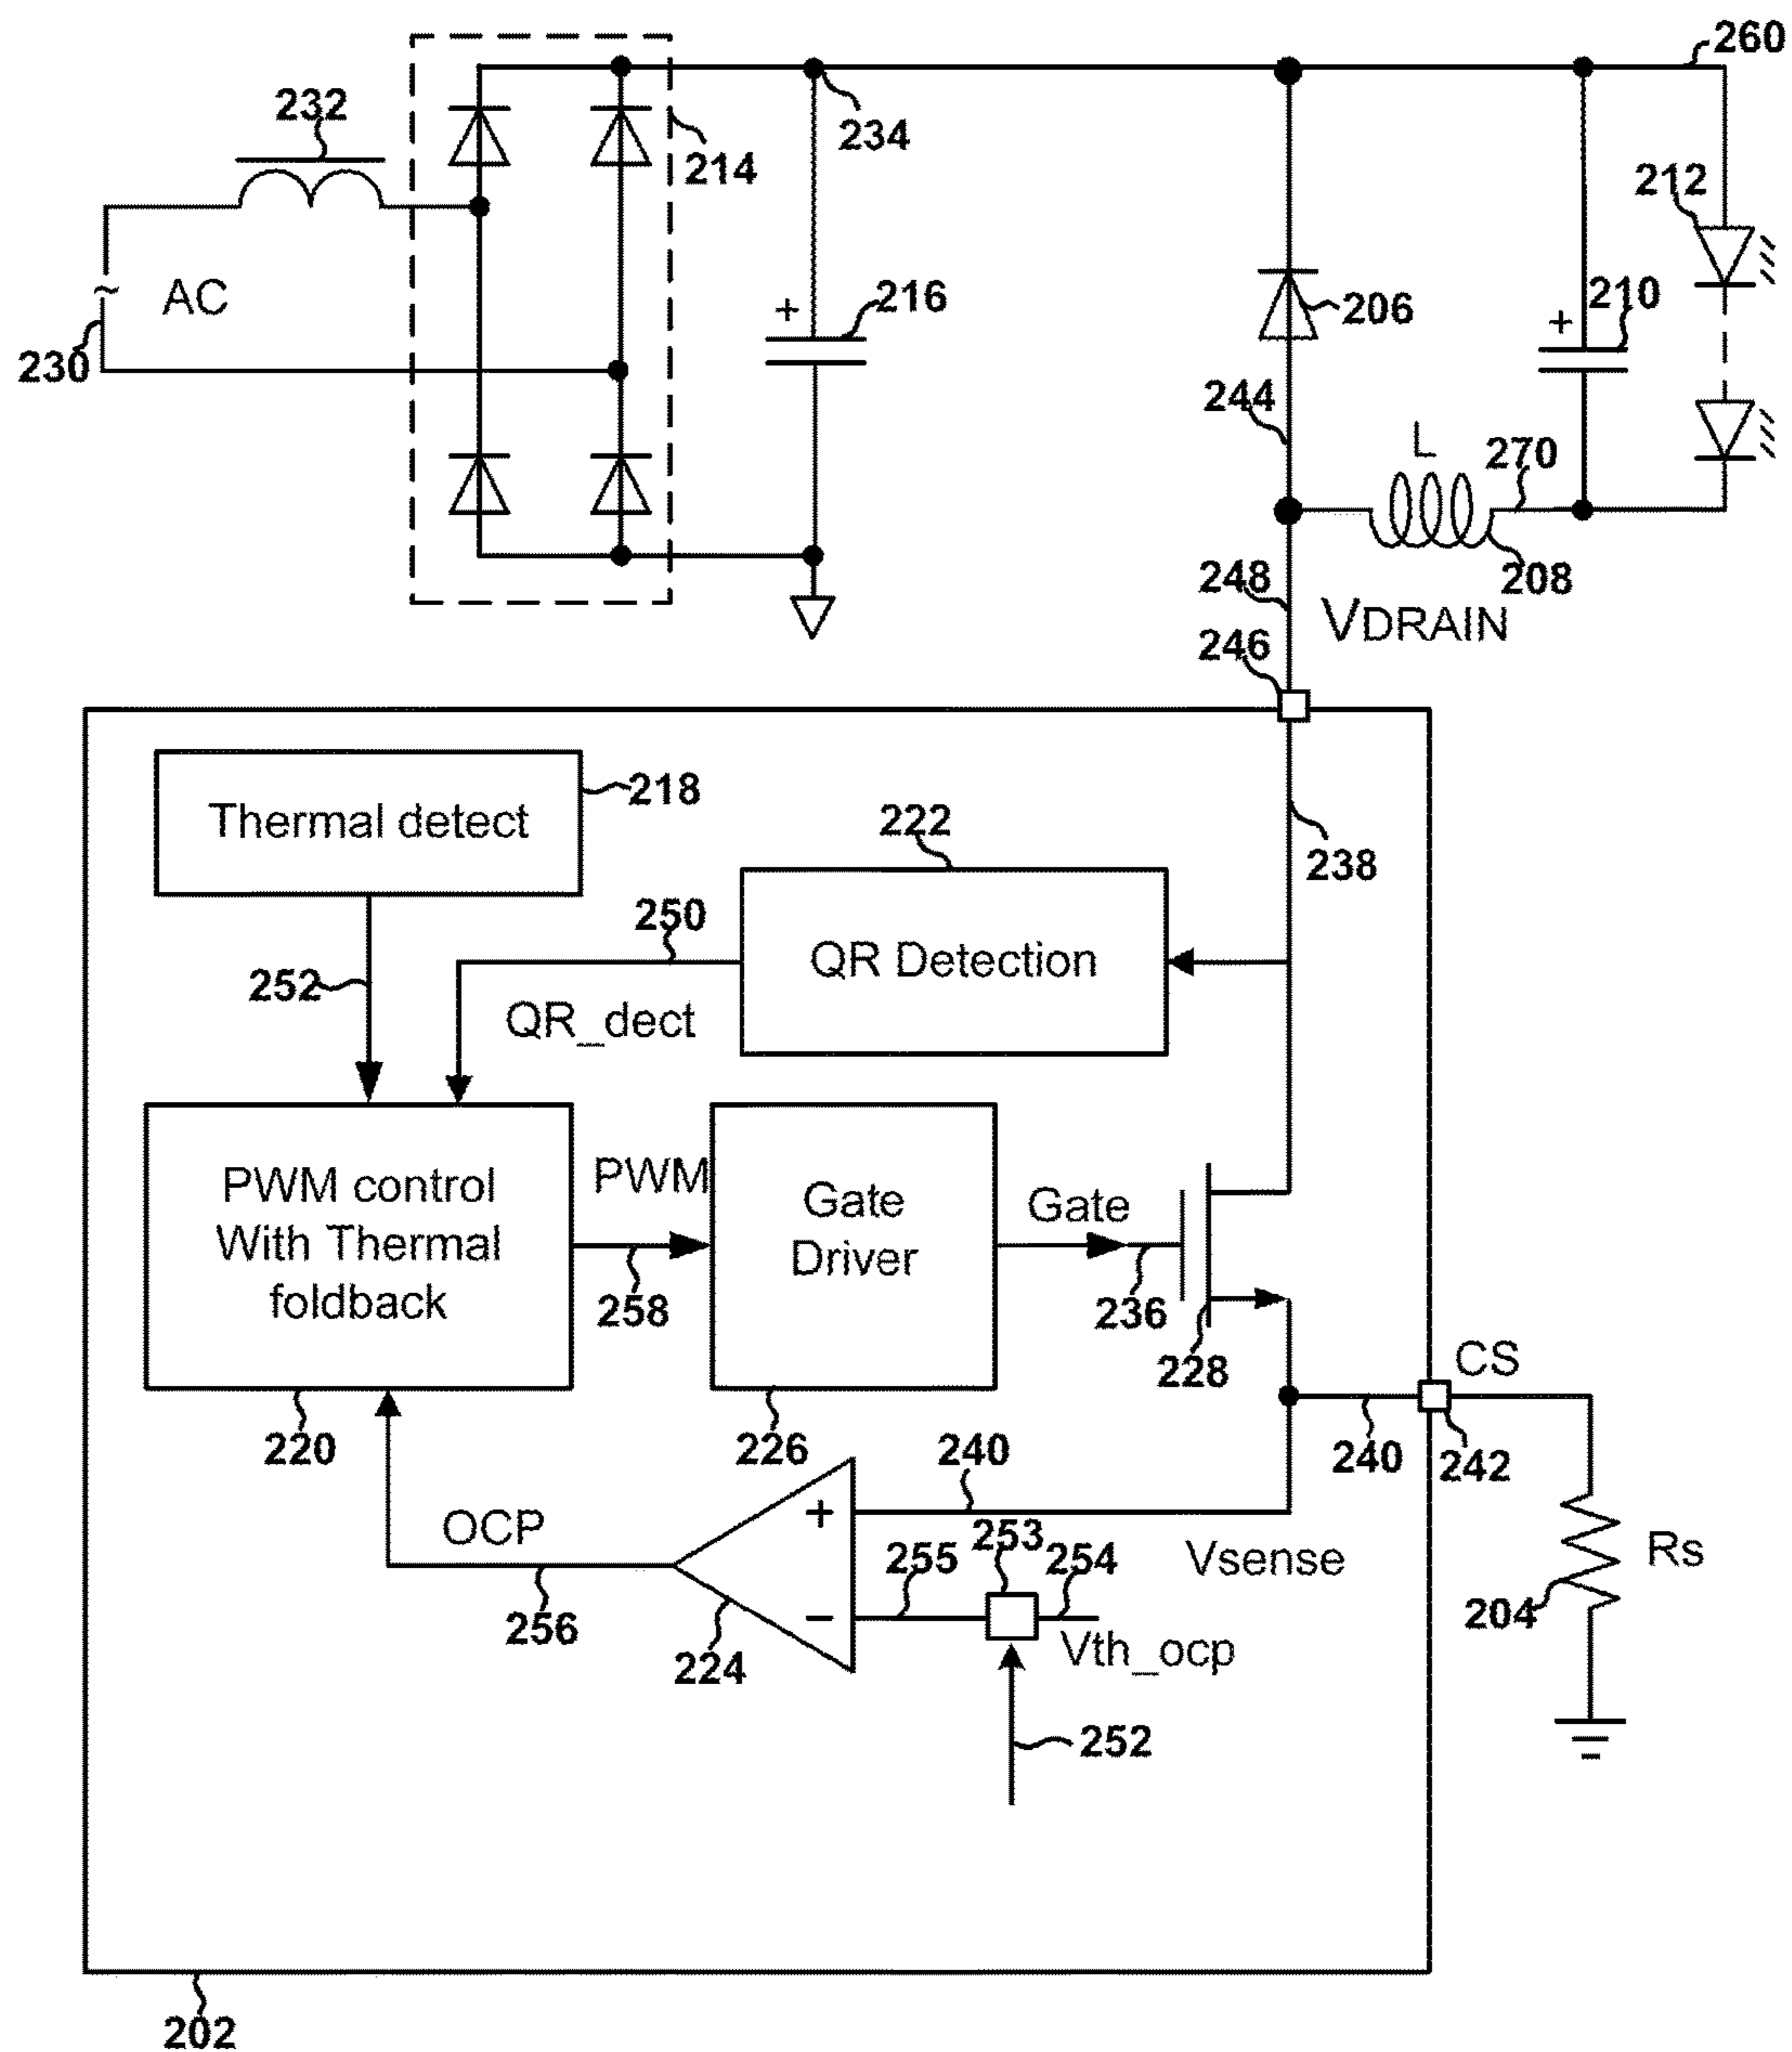 260
232
234
214
212
AC
+
216
206
+
210
230
~
244
L
270
248
208
VDRAIN
246
Thermal detect
218
222
238
250
QR Detection
252
QR_dect
PWM control
With Thermal
foldback
PWM
Gate
Driver
Gate
258
236
228
CS
220
226
240
240
242
OCP
+
253
255
254
Vsense
Rs
256
224
−
Vth_ocp
204
252
202